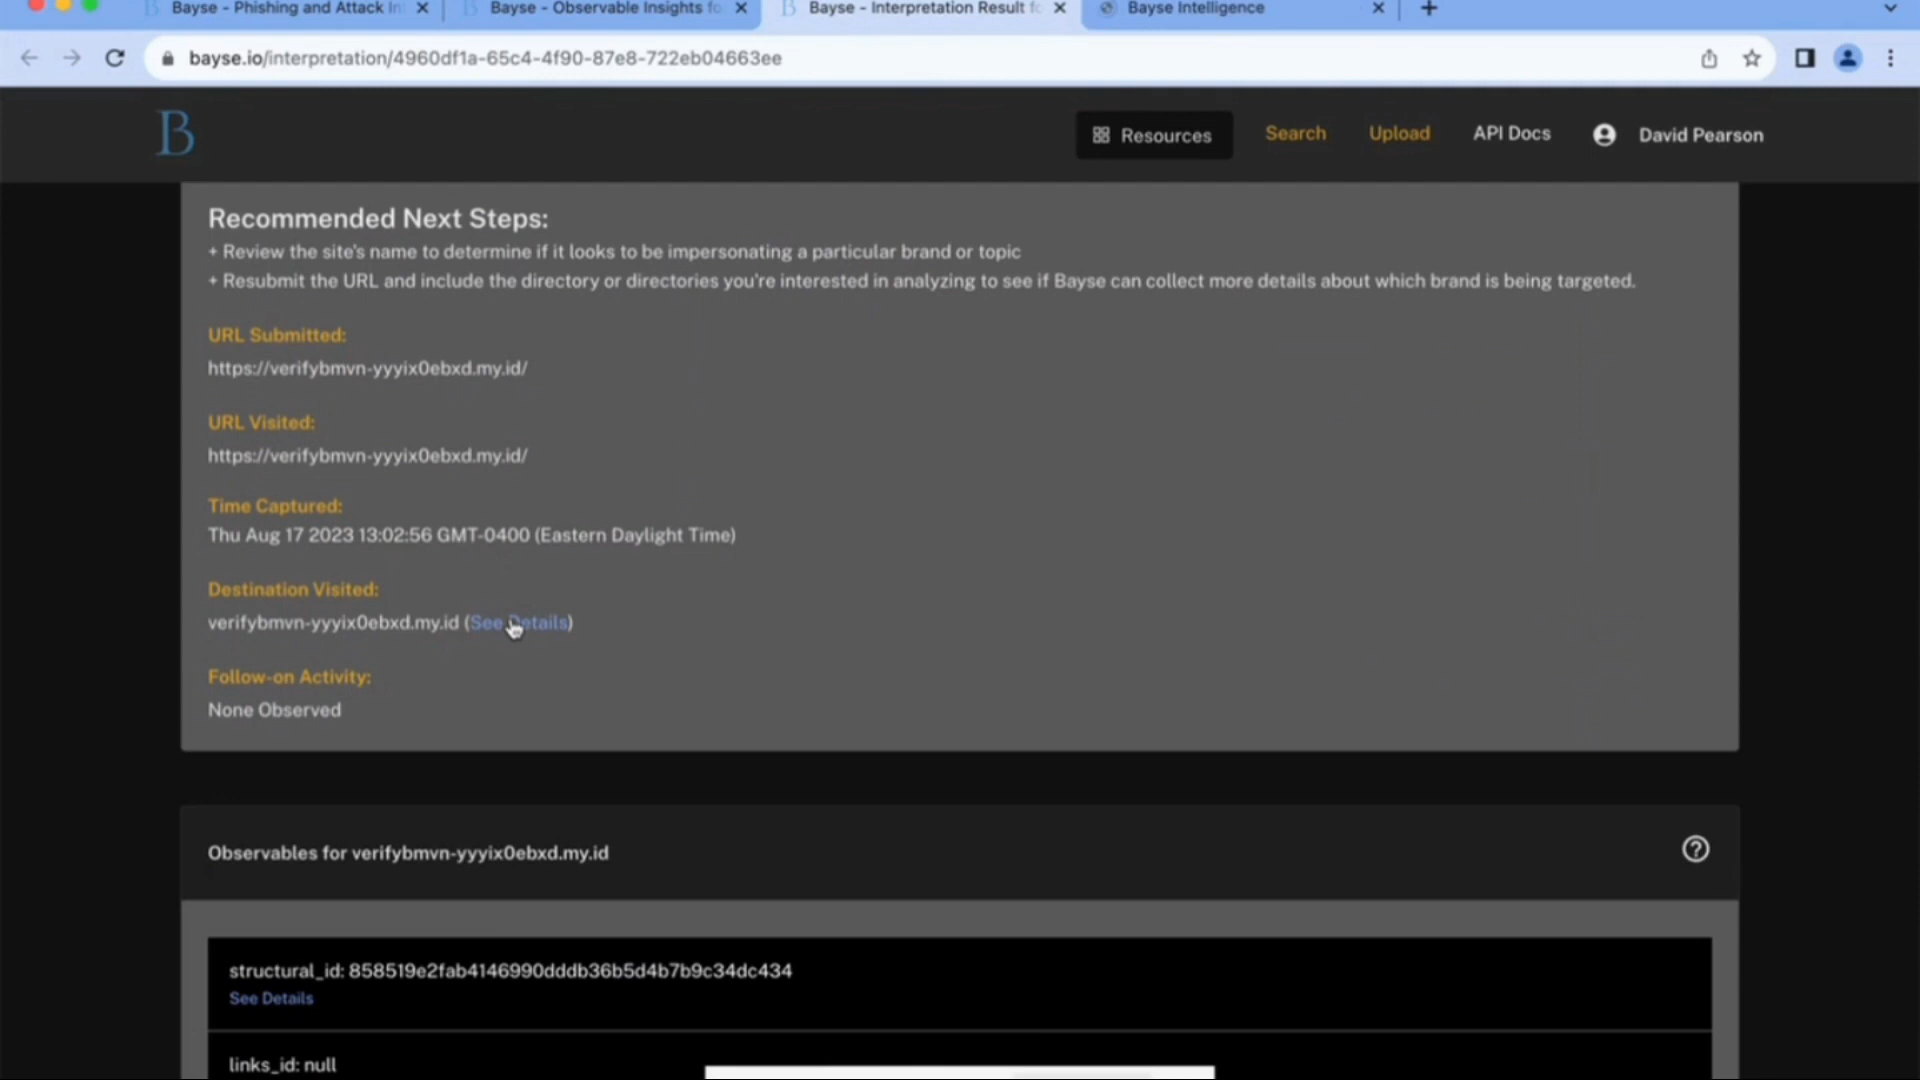 Bayse - Phishing and Attack In
Bayse - Observable Insights fo
Bayse - Interpretation Result fo
Bayse Intelligence
bayse.io/interpretation/4960df1a-65c4-4f90-87e8-722eb04663ee
B
Resources
Search
Upload
API Docs
David Pearson
Recommended Next Steps:
+ Review the site's name to determine if it looks to be impersonating a particular brand or topic
+ Resubmit the URL and include the directory or directories you're interested in analyzing to see if Bayse can collect more details about which brand is being targeted.
URL Submitted:
https://verifybmvn-yyyix0ebxd.my.id/
URL Visited:
https://verifybmvn-yyyix0ebxd.my.id/
Time Captured:
Thu Aug 17 2023 13:02:56 GMT-0400 (Eastern Daylight Time)
Destination Visited:
verifybmvn-yyyix0ebxd.my.id (See Details)
Follow-on Activity:
None Observed
Observables for verifybmvn-yyyix0ebxd.my.id
structural_id: 858519e2fab4146990dddb36b5d4b7b9c34dc434
See Details
links_id: null